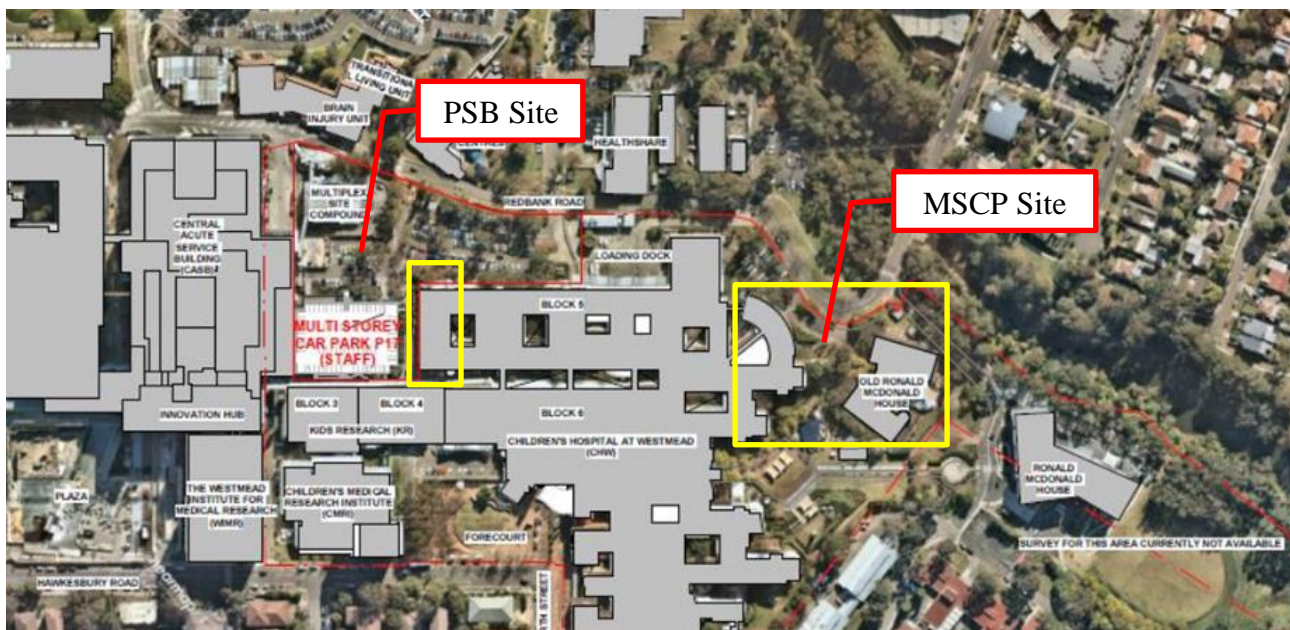 TRANSITIONAL
L LIVING UNIT
BRAIN
INJURY UNIT
PSB Site
HEALTHSHARE
MSCP Site
MULTIPLEX
SITE
COMPOUND
REDBANK ROAD
CENTRAL
ACUTE
SERVICE
BUILDING
(CASB)
LOADING DOCK
BLOCK 5
MULTI STOREY
CAR PARK P17
(STAFF)
OLD RONALD
MCDONALD
HOUSE
INNOVATION HUB
BLOCK 3
BLOCK 4
KIDS RESEARCH (KR)
BLOCK 6
CHILDREN'S HOSPITAL AT WESTMEAD
(CHW)
RONALD
MCDONALD
HOUSE
PLAZA
THE WESTMEAD
INSTITUTE FOR
MEDICAL RESEARCH
(WIMR)
CHILDREN'S MEDICAL
RESEARCH INSTITUTE
(CMRI)
FORECOURT
SURVEY FOR THIS AREA CURRENTLY NOT AVAILABLE
HAWKESBURY ROAD
RTH STREET